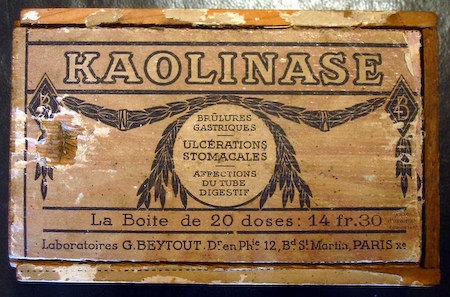 KAOLINASE
B B
BRÛLURES
GASTRIQUES
ULCÉRATIONS
STOMACALES
AFFECTIONS
DU TUBE
DIGESTIF
La Boite de 20 doses: 14 fr.30
Laboratoires G. BEYTOUT. Dr en Phie 12, Bd St Martin, PARIS xe